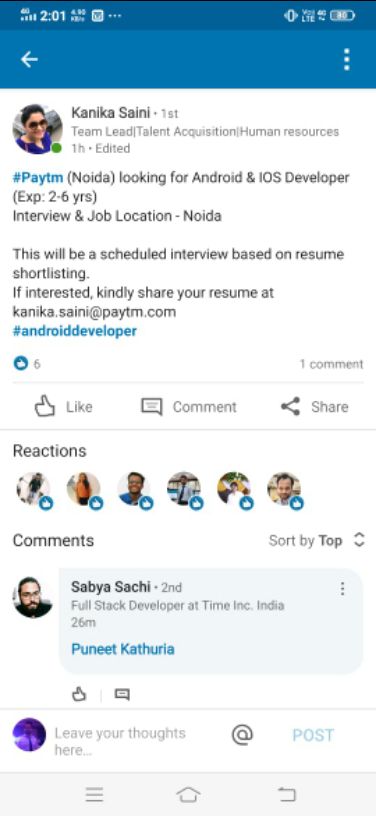 4G 2:01 4.90 KB/s ... VoI) LTE 4G 80
Kanika Saini • 1st
Team Lead|Talent Acquisition|Human resources
1h • Edited
#Paytm (Noida) looking for Android & IOS Developer
(Exp: 2-6 yrs)
Interview & Job Location - Noida
This will be a scheduled interview based on resume
shortlisting.
If interested, kindly share your resume at
kanika.saini@paytm.com
#androiddeveloper
6 1 comment
Like Comment Share
Reactions
Comments Sort by Top
Sabya Sachi • 2nd
Full Stack Developer at Time Inc. India
26m
Puneet Kathuria
Leave your thoughts
here... @ POST